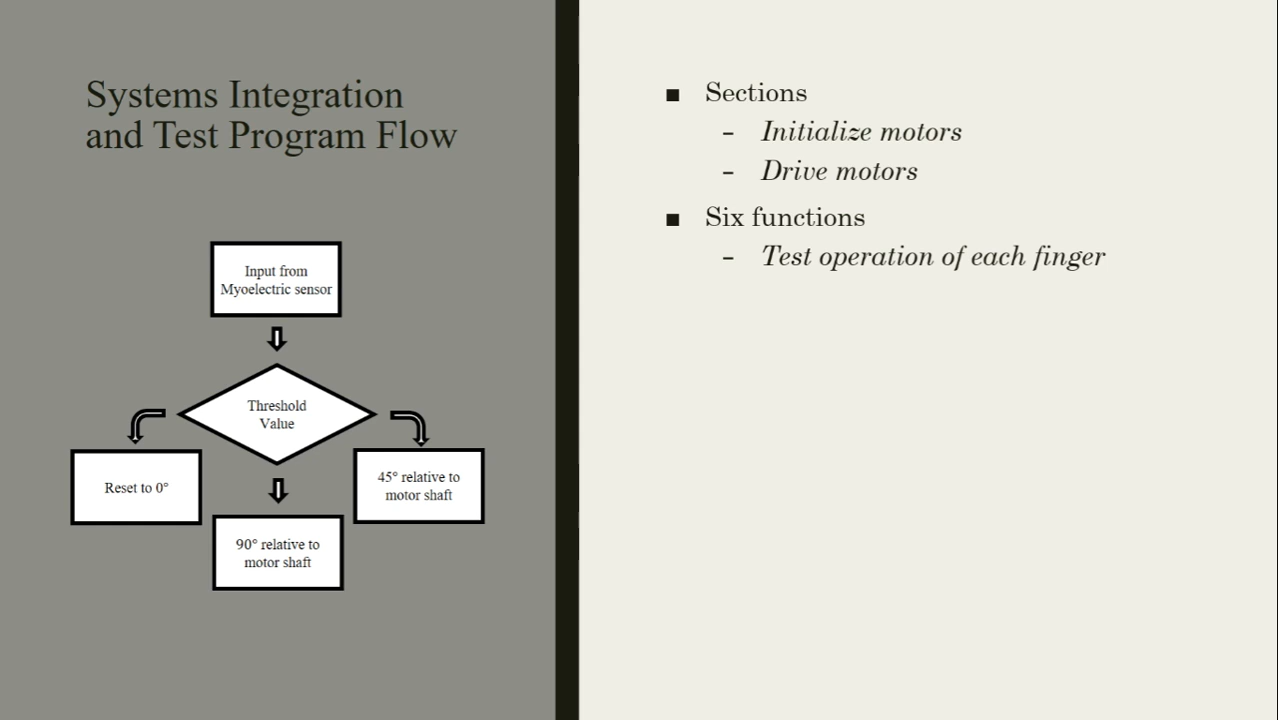 Systems Integration
and Test Program Flow
Input from
Myoelectric sensor
Threshold
Value
Reset to 0°
45° relative to
motor shaft
90° relative to
motor shaft
■ Sections
– Initialize motors
– Drive motors
■ Six functions
– Test operation of each finger